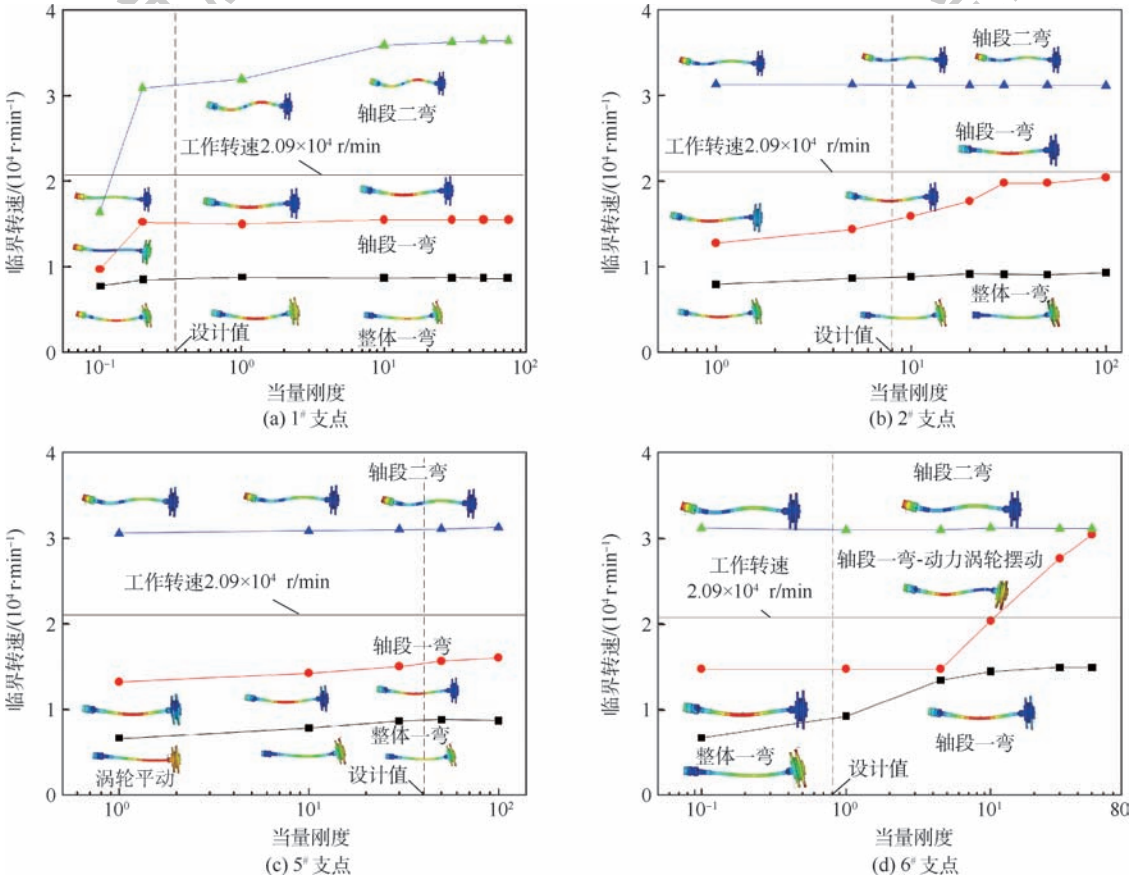 临界转速/(10⁴ r·min⁻¹)
4
3
2
1
0
轴段二弯
工作转速2.09×10⁴ r/min
轴段一弯
设计值
整体一弯
10⁻¹
10⁰
10¹
10²
当量刚度
(a) 1# 支点
临界转速/(10⁴ r·min⁻¹)
4
3
2
1
0
轴段二弯
轴段一弯
工作转速2.09×10⁴ r/min
整体一弯
设计值
10⁰
10¹
10²
当量刚度
(b) 2# 支点
临界转速/(10⁴ r·min⁻¹)
4
3
2
1
0
轴段二弯
工作转速2.09×10⁴ r/min
轴段一弯
整体一弯
涡轮平动
设计值
10⁰
10¹
10²
当量刚度
(c) 5# 支点
临界转速/(10⁴ r·min⁻¹)
4
3
2
1
0
轴段二弯
轴段一弯-动力涡轮摆动
工作转速
2.09×10⁴ r/min
整体一弯
轴段一弯
设计值
10⁻¹
10⁰
10¹
80
当量刚度
(d) 6# 支点